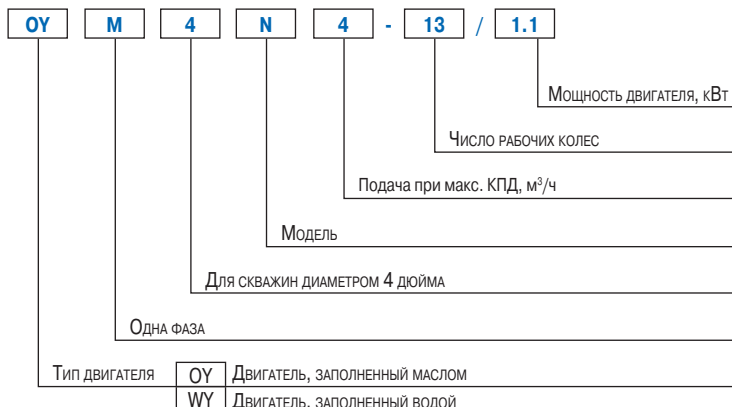 OY M 4 N 4 - 13 / 1.1
Мощность двигателя, кВт
Число рабочих колес
Подача при макс. КПД, м³/ч
Модель
Для скважин диаметром 4 дюйма
Одна фаза
Тип двигателя OY Двигатель, заполненный маслом
WY Двигатель, заполненный водой